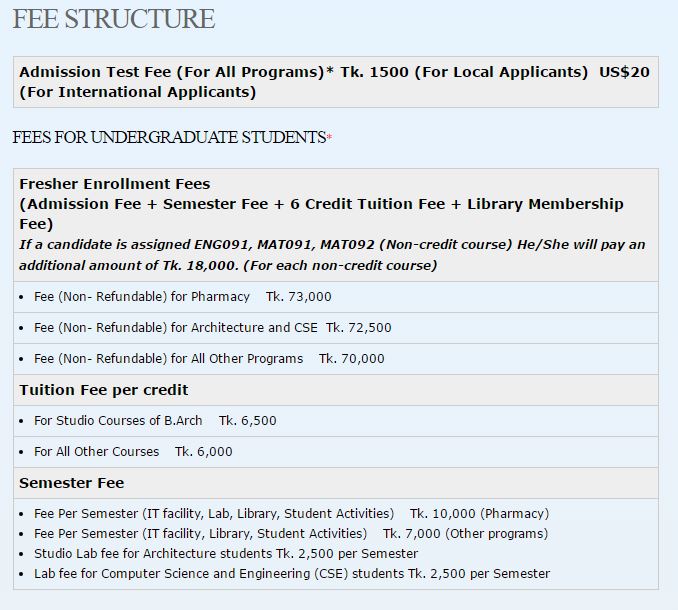 FEE STRUCTURE
Admission Test Fee (For All Programs)* Tk. 1500 (For Local Applicants)  US$20
(For International Applicants)
FEES FOR UNDERGRADUATE STUDENTS*
Fresher Enrollment Fees
(Admission Fee + Semester Fee + 6 Credit Tuition Fee + Library Membership
Fee)
If a candidate is assigned ENG091, MAT091, MAT092 (Non-credit course) He/She will pay an
additional amount of Tk. 18,000. (For each non-credit course)
• Fee (Non- Refundable) for Pharmacy    Tk. 73,000
• Fee (Non- Refundable) for Architecture and CSE  Tk. 72,500
• Fee (Non- Refundable) for All Other Programs    Tk. 70,000
Tuition Fee per credit
• For Studio Courses of B.Arch    Tk. 6,500
• For All Other Courses    Tk. 6,000
Semester Fee
• Fee Per Semester (IT facility, Lab, Library, Student Activities)    Tk. 10,000 (Pharmacy)
• Fee Per Semester (IT facility, Library, Student Activities)    Tk. 7,000 (Other programs)
• Studio Lab fee for Architecture students Tk. 2,500 per Semester
• Lab fee for Computer Science and Engineering (CSE) students Tk. 2,500 per Semester